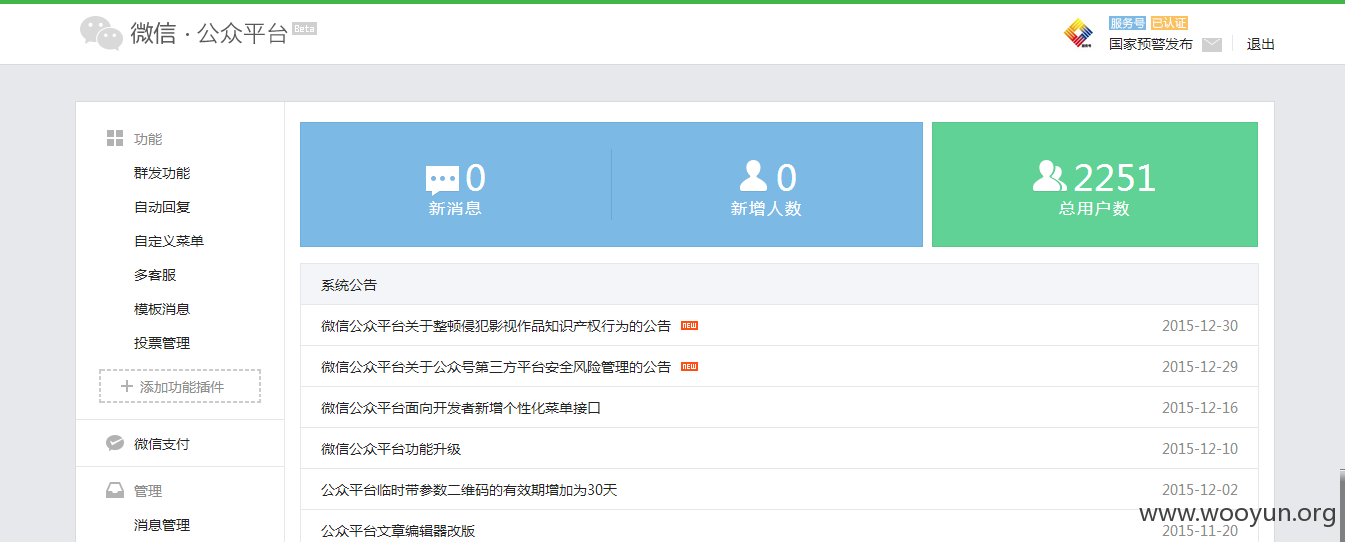 微信·公众平台 Beta
服务号 已认证
国家预警发布 退出
功能
群发功能
自动回复
自定义菜单
多客服
模板消息
投票管理
+ 添加功能插件
微信支付
管理
消息管理
0
新消息
0
新增人数
2251
总用户数
系统公告
微信公众平台关于整顿侵犯影视作品知识产权行为的公告 NEW 2015-12-30
微信公众平台关于公众号第三方平台安全风险管理的公告 NEW 2015-12-29
微信公众平台面向开发者新增个性化菜单接口 2015-12-16
微信公众平台功能升级 2015-12-10
公众平台临时带参数二维码的有效期增加为30天 2015-12-02
公众平台文章编辑器改版 2015-11-20
www.wooyun.org